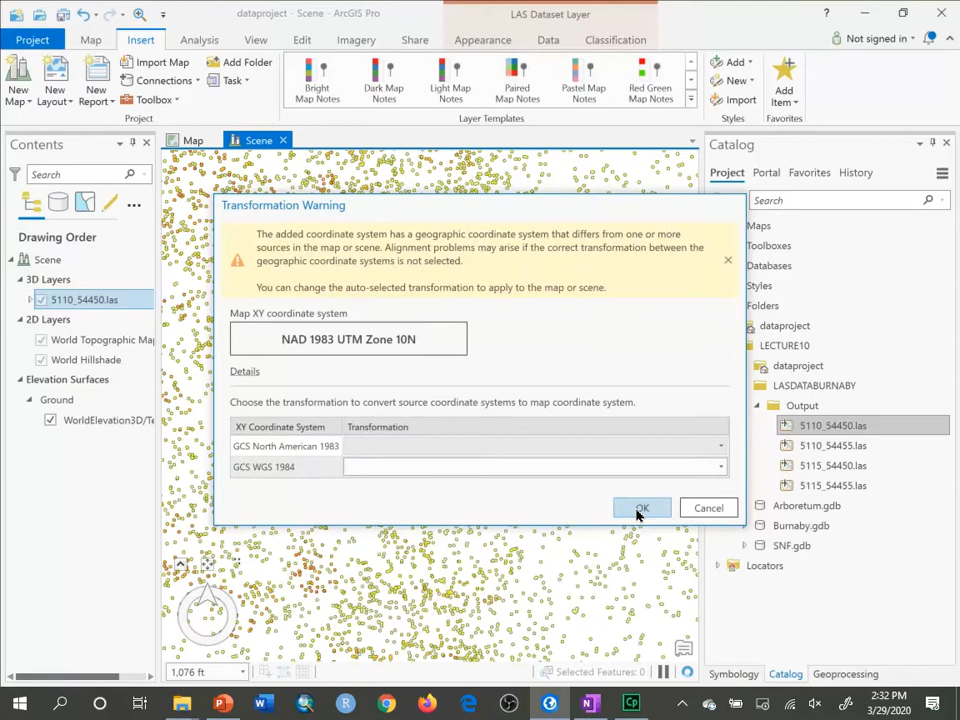 dataproject - Scene - ArcGIS Pro
LAS Dataset Layer
?
Project
Map
Insert
Analysis
View
Edit
Imagery
Share
Appearance
Data
Classification
Not signed in
New Map
New Layout
New Report
Import Map
Connections
Toolbox
Add Folder
Task
Project
Bright Map Notes
Dark Map Notes
Light Map Notes
Paired Map Notes
Pastel Map Notes
Red Green Map Notes
Layer Templates
Add
New
Import
Styles
Add Item
Favorites
Contents
Search
Drawing Order
Scene
3D Layers
5110_54450.las
2D Layers
World Topographic Map
World Hillshade
Elevation Surfaces
Ground
WorldElevation3D/Te
Map
Scene
Transformation Warning
The added coordinate system has a geographic coordinate system that differs from one or more
sources in the map or scene. Alignment problems may arise if the correct transformation between the
geographic coordinate systems is not selected.
You can change the auto-selected transformation to apply to the map or scene.
Map XY coordinate system
NAD 1983 UTM Zone 10N
Details
Choose the transformation to convert source coordinate systems to map coordinate system.
XY Coordinate System Transformation
GCS North American 1983
GCS WGS 1984
OK
Cancel
1,076 ft
Selected Features: 0
Catalog
Project
Portal
Favorites
History
Search
Maps
Toolboxes
Databases
Styles
Folders
dataproject
LECTURE10
dataproject
LASDATABURNABY
Output
5110_54450.las
5110_54455.las
5115_54450.las
5115_54455.las
Arboretum.gdb
Burnaby.gdb
SNF.gdb
Locators
Symbology
Catalog
Geoprocessing
2:32 PM
3/29/2020